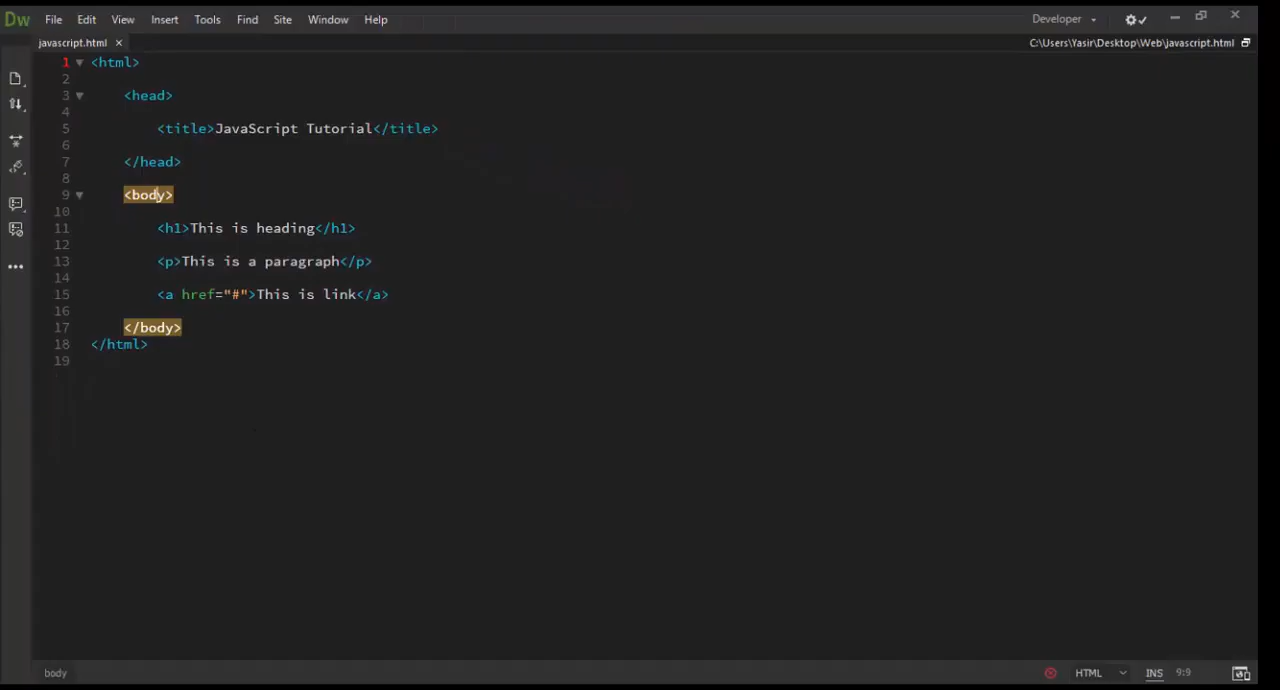 Dw File Edit View Insert Tools Find Site Window Help Developer
javascript.html × C:\Users\Yasir\Desktop\Web\javascript.html
1 <html>
2
3 <head>
4
5 <title>JavaScript Tutorial</title>
6
7 </head>
8
9 <body>
10
11 <h1>This is heading</h1>
12
13 <p>This is a paragraph</p>
14
15 <a href="#">This is link</a>
16
17 </body>
18 </html>
19
body HTML INS 9:9